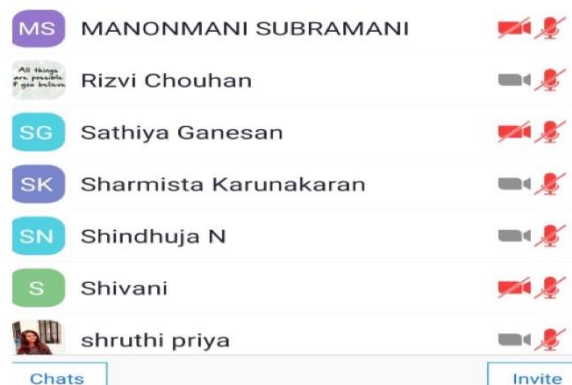 MS MANONMANI SUBRAMANI
All things
are possible
if you believe
Rizvi Chouhan
SG Sathiya Ganesan
SK Sharmista Karunakaran
SN Shindhuja N
S Shivani
shruthi priya
Chats Invite